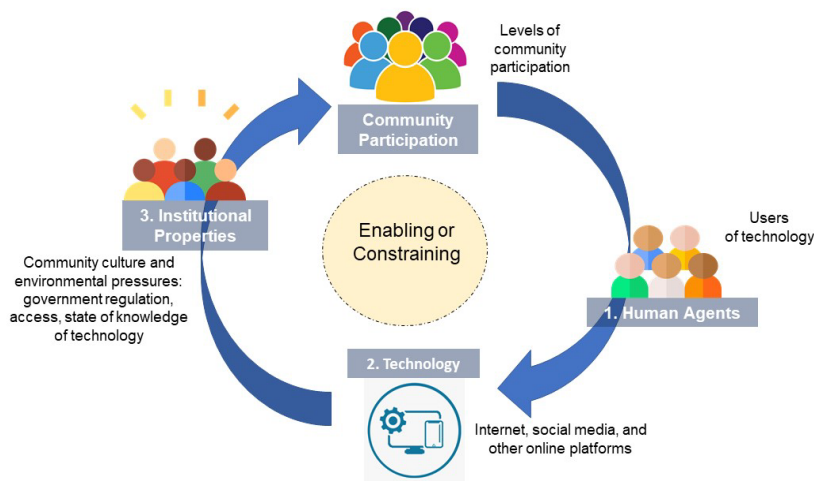 Levels of
community
participation
Community
Participation
3. Institutional
Properties
Enabling or
Constraining
Users
of technology
Community culture and
environmental pressures:
government regulation,
access, state of knowledge
of technology
1. Human Agents
2. Technology
Internet, social media, and
other online platforms